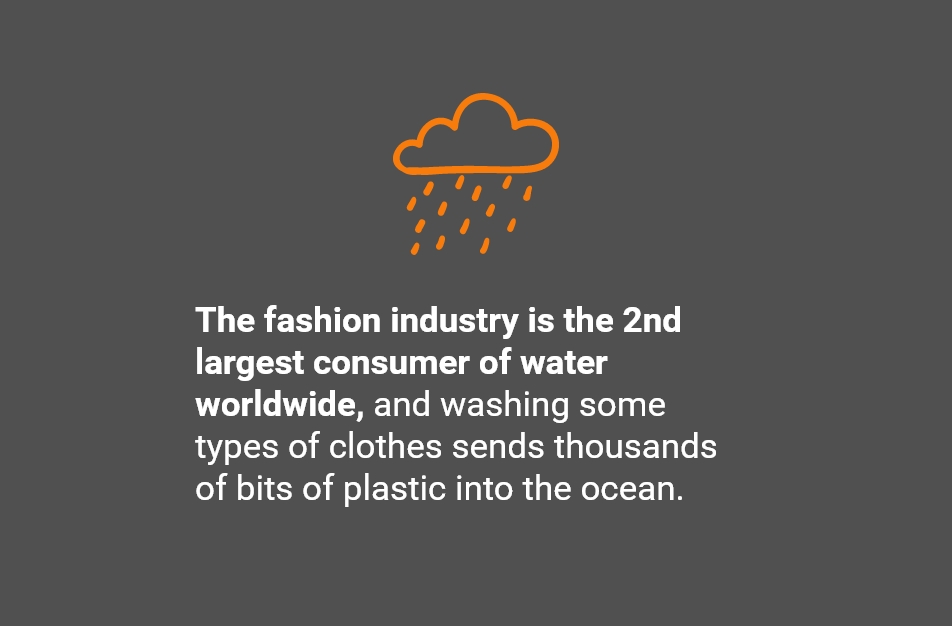 The fashion industry is the 2nd
largest consumer of water
worldwide, and washing some
types of clothes sends thousands
of bits of plastic into the ocean.